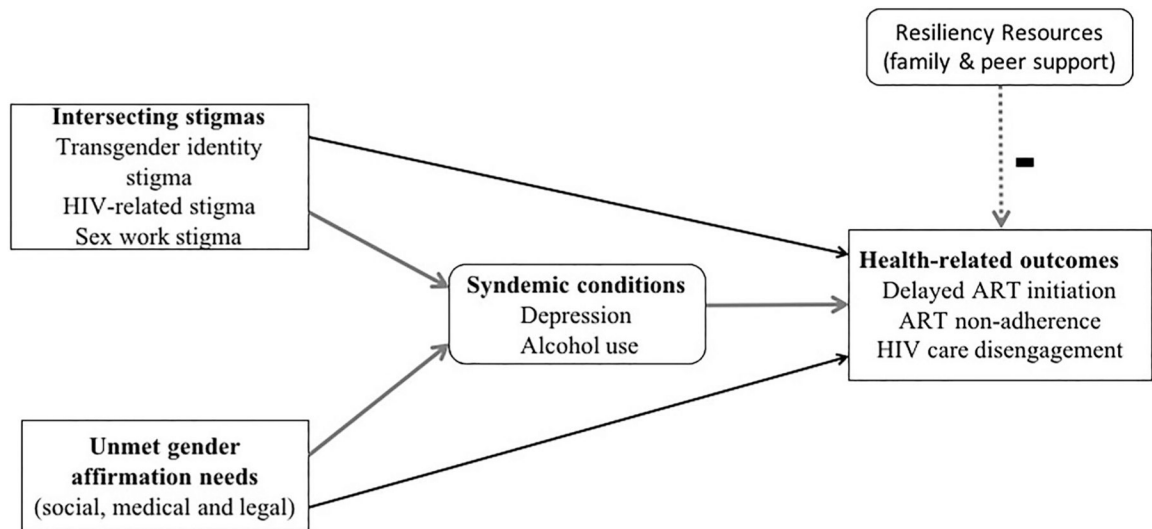 Resiliency Resources
(family & peer support)
Intersecting stigmas
Transgender identity
stigma
HIV-related stigma
Sex work stigma
-
Syndemic conditions
Depression
Alcohol use
Health-related outcomes
Delayed ART initiation
ART non-adherence
HIV care disengagement
Unmet gender
affirmation needs
(social, medical and legal)